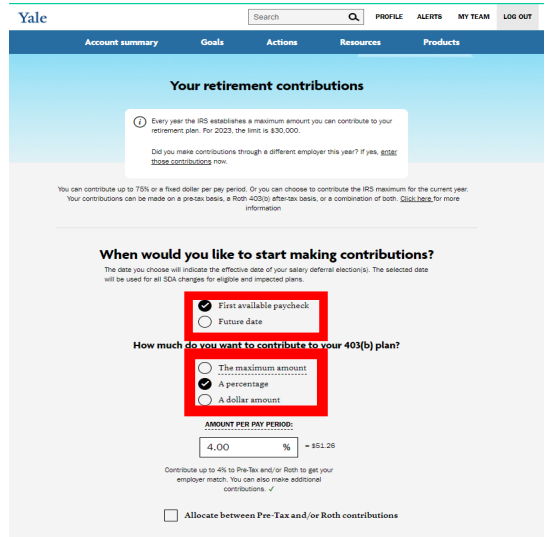 Yale
Search
PROFILE ALERTS MY TEAM LOG OUT
Account summary Goals Actions Resources Products
Your retirement contributions
Every year the IRS establishes a maximum amount you can contribute to your
retirement plan. For 2023, the limit is $30,000.
Did you make contributions through a different employer this year? If yes, enter
those contributions now.
You can contribute up to 75% or a fixed dollar per pay period. Or you can choose to contribute the IRS maximum for the current year.
Your contributions can be made on a pre-tax basis, a Roth 403(b) after-tax basis, or a combination of both. Click here for more
information
When would you like to start making contributions?
The date you choose will indicate the effective date of your salary deferral election(s). The selected date
will be used for all SDA changes for eligible and impacted plans.
First available paycheck
Future date
How much do you want to contribute to your 403(b) plan?
The maximum amount
A percentage
A dollar amount
AMOUNT PER PAY PERIOD:
4.00 % = $51.26
Contribute up to 4% to Pre-Tax and/or Roth to get your
employer match. You can also make additional
contributions. ✓
Allocate between Pre-Tax and/or Roth contributions